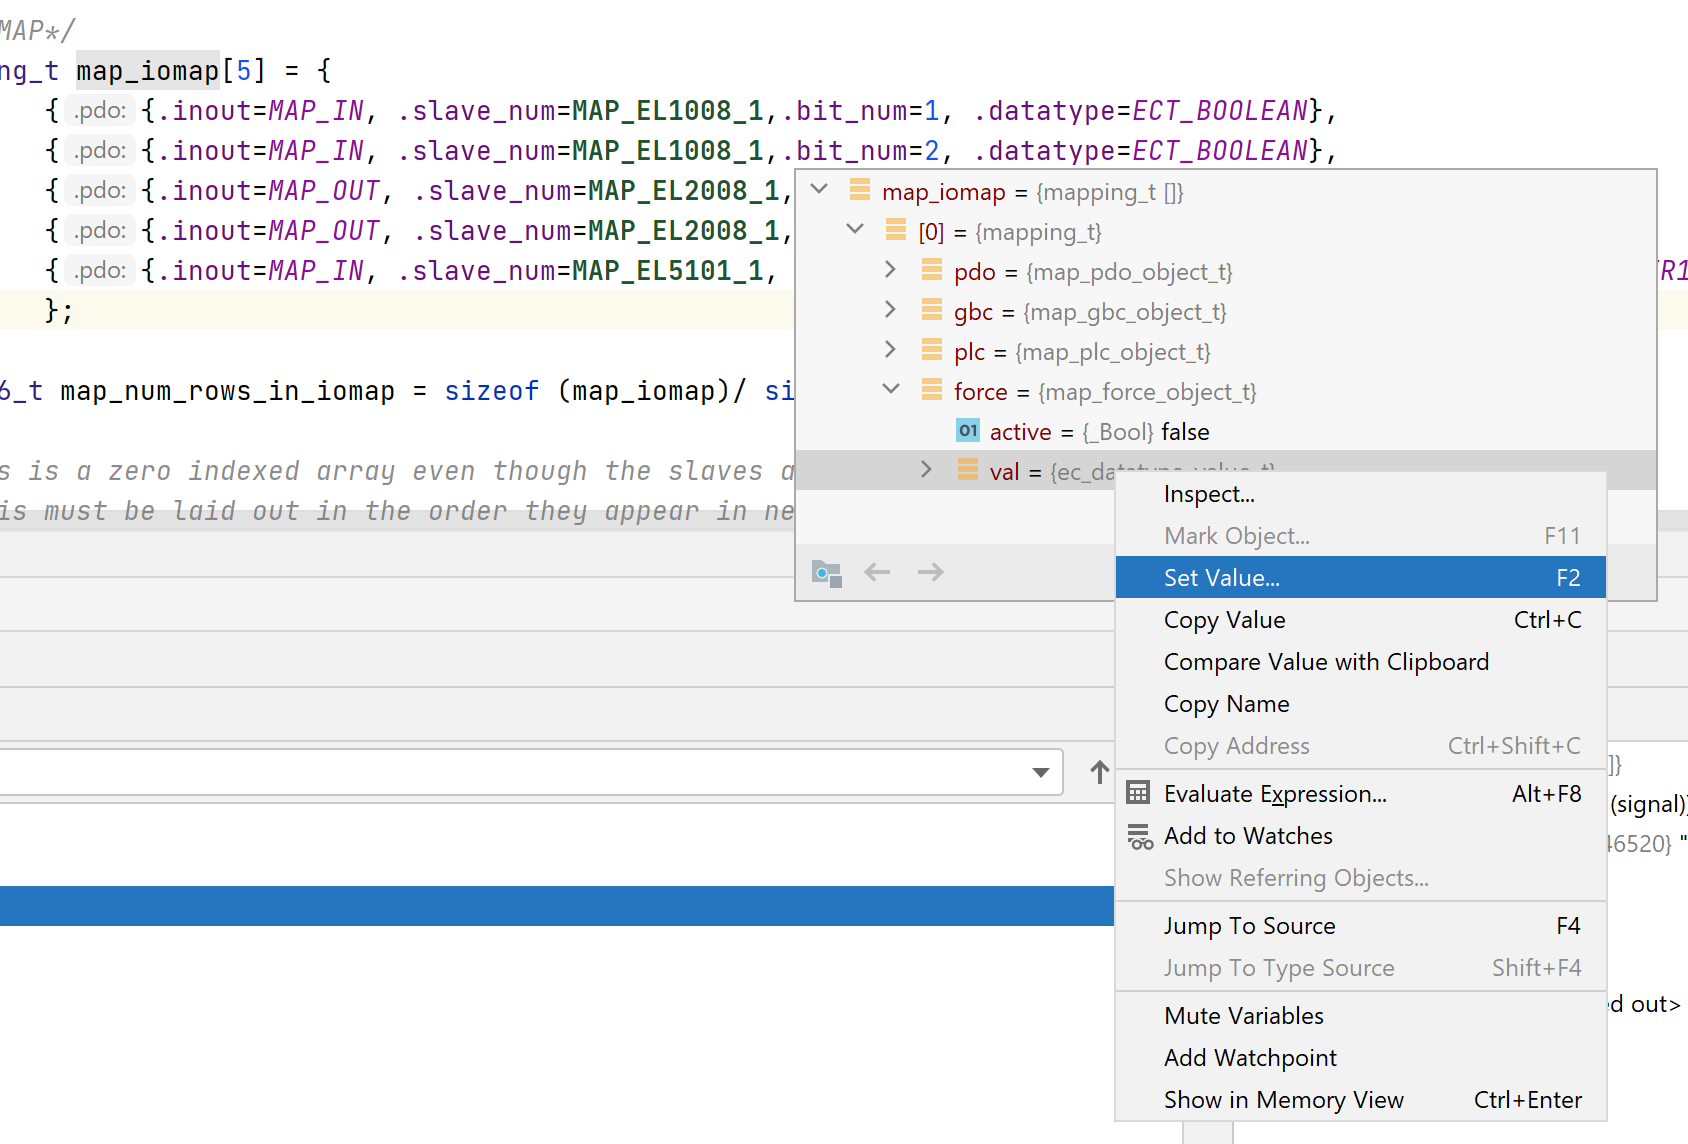 MAP*/
ng_t map_iomap[5] = {
{ .pdo: {.inout=MAP_IN, .slave_num=MAP_EL1008_1,.bit_num=1, .datatype=ECT_BOOLEAN},
{ .pdo: {.inout=MAP_IN, .slave_num=MAP_EL1008_1,.bit_num=2, .datatype=ECT_BOOLEAN},
{ .pdo: {.inout=MAP_OUT, .slave_num=MAP_EL2008_1,
{ .pdo: {.inout=MAP_OUT, .slave_num=MAP_EL2008_1,
{ .pdo: {.inout=MAP_IN, .slave_num=MAP_EL5101_1,
R1
};
6_t map_num_rows_in_iomap = sizeof (map_iomap)/ si
s is a zero indexed array even though the slaves a
is must be laid out in the order they appear in ne
map_iomap = {mapping_t []}
[0] = {mapping_t}
pdo = {map_pdo_object_t}
gbc = {map_gbc_object_t}
plc = {map_plc_object_t}
force = {map_force_object_t}
01 active = {_Bool} false
val = {ec_datatype_value_t}
Inspect...
Mark Object... F11
Set Value... F2
Copy Value Ctrl+C
Compare Value with Clipboard
Copy Name
Copy Address Ctrl+Shift+C
Evaluate Expression... Alt+F8
Add to Watches
Show Referring Objects...
Jump To Source F4
Jump To Type Source Shift+F4
Mute Variables
Add Watchpoint
Show in Memory View Ctrl+Enter
]}
(signal))
46520} "
ed out>